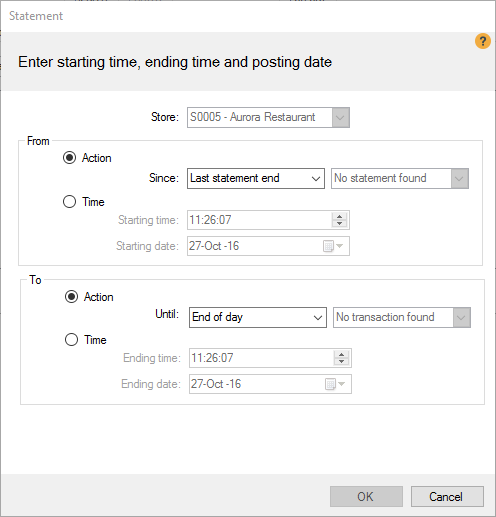 Statement
?
Enter starting time, ending time and posting date
Store: S0005 - Aurora Restaurant
From
Action
Since: Last statement end No statement found
Time
Starting time: 11:26:07
Starting date: 27-Oct -16
To
Action
Until: End of day No transaction found
Time
Ending time: 11:26:07
Ending date: 27-Oct -16
OK Cancel